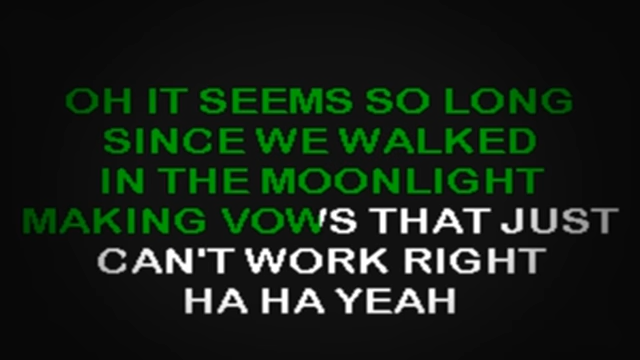 OH IT SEEMS SO LONG
SINCE WE WALKED
IN THE MOONLIGHT
MAKING VOWS THAT JUST
CAN'T WORK RIGHT
HA HA YEAH